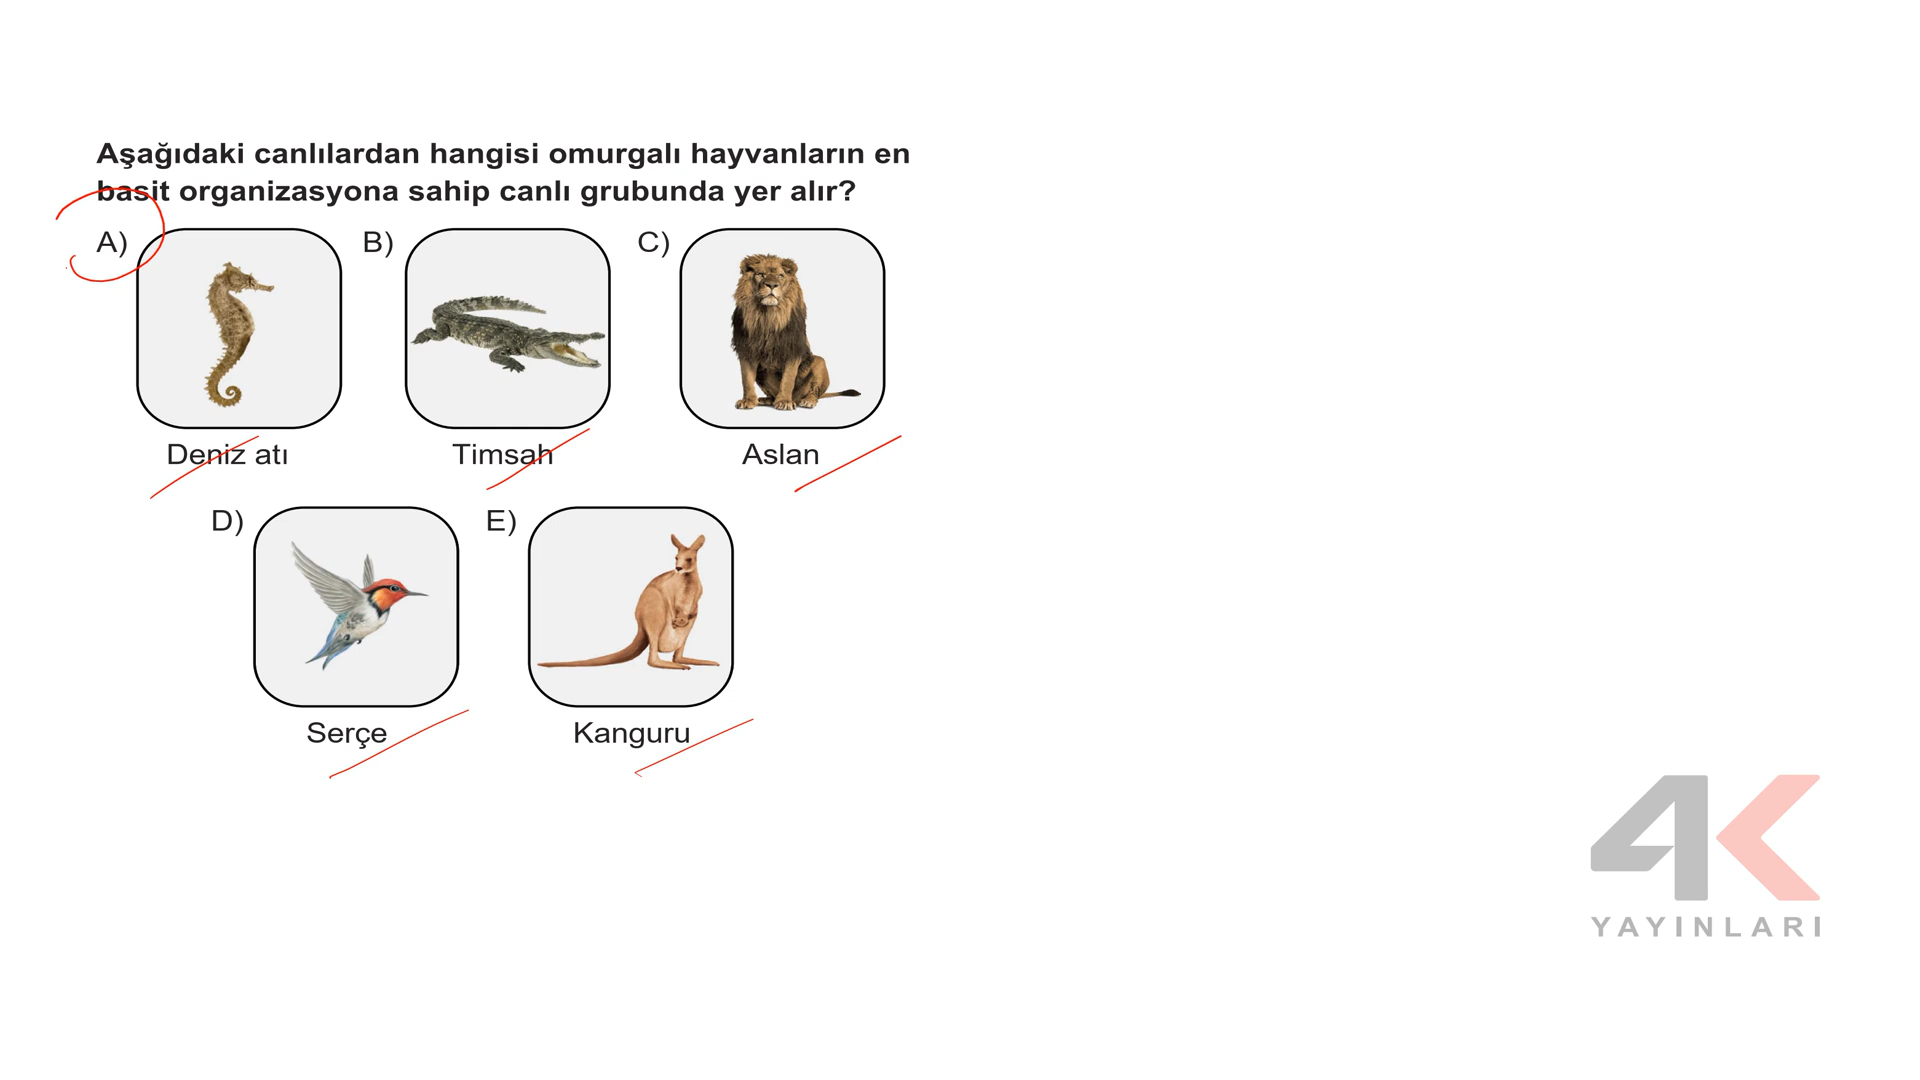 Aşağıdaki canlılardan hangisi omurgalı hayvanların en
basit organizasyona sahip canlı grubunda yer alır?
A) B) C)
Deniz atı Timsah Aslan
D) E)
Serçe Kanguru
4K
YAYINLARI